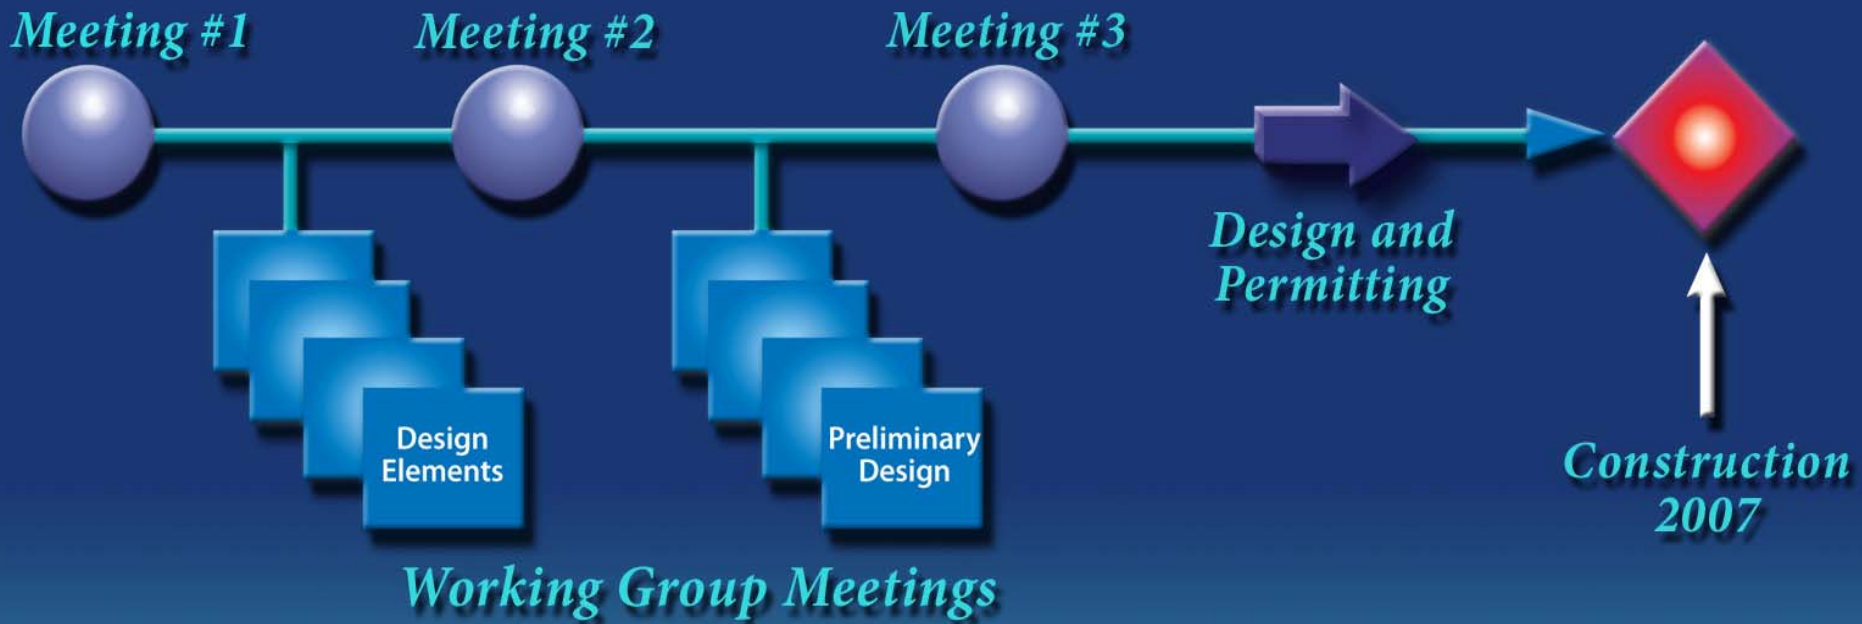 Meeting #1
Meeting #2
Meeting #3
Design and
Permitting
Design
Elements
Preliminary
Design
Construction
2007
Working Group Meetings